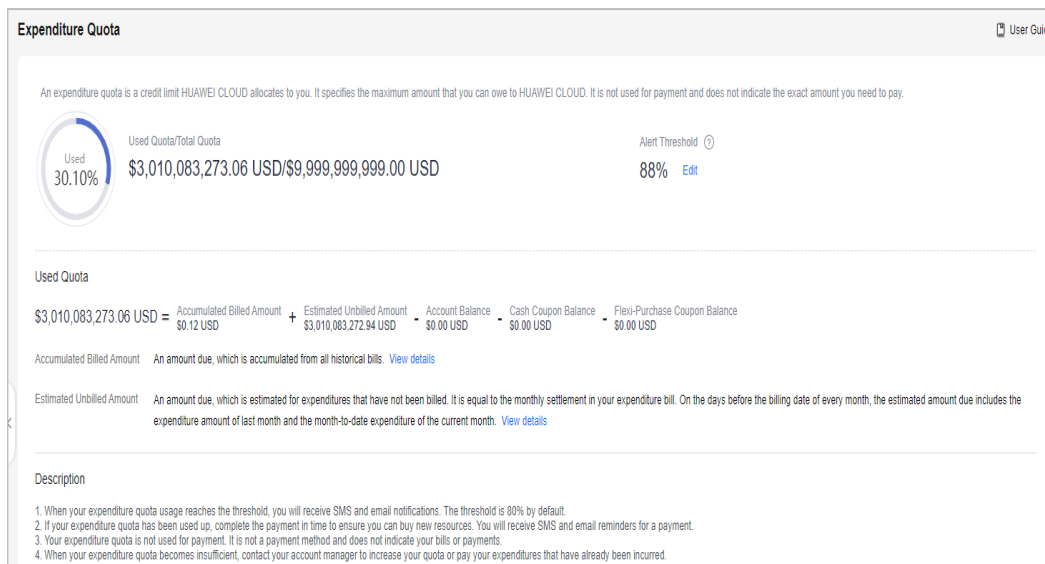 Expenditure Quota
User Gui
An expenditure quota is a credit limit HUAWEI CLOUD allocates to you. It specifies the maximum amount that you can owe to HUAWEI CLOUD. It is not used for payment and does not indicate the exact amount you need to pay.
Used
30.10%
Used Quota/Total Quota
$3,010,083,273.06 USD/$9,999,999,999.00 USD
Alert Threshold ?
88% Edit
Used Quota
$3,010,083,273.06 USD = Accumulated Billed Amount + Estimated Unbilled Amount - Account Balance - Cash Coupon Balance - Flexi-Purchase Coupon Balance
$0.12 USD $3,010,083,272.94 USD $0.00 USD $0.00 USD $0.00 USD
Accumulated Billed Amount An amount due, which is accumulated from all historical bills. View details
Estimated Unbilled Amount An amount due, which is estimated for expenditures that have not been billed. It is equal to the monthly settlement in your expenditure bill. On the days before the billing date of every month, the estimated amount due includes the
expenditure amount of last month and the month-to-date expenditure of the current month. View details
Description
1. When your expenditure quota usage reaches the threshold, you will receive SMS and email notifications. The threshold is 80% by default.
2. If your expenditure quota has been used up, complete the payment in time to ensure you can buy new resources. You will receive SMS and email reminders for a payment.
3. Your expenditure quota is not used for payment. It is not a payment method and does not indicate your bills or payments.
4. When your expenditure quota becomes insufficient, contact your account manager to increase your quota or pay your expenditures that have already been incurred.